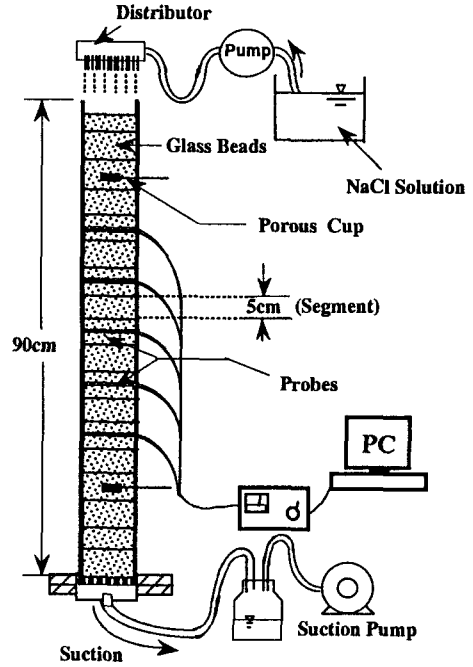 Distributor
Pump
Glass Beads
NaCl Solution
Porous Cup
5cm (Segment)
90cm
Probes
PC
Suction Pump
Suction